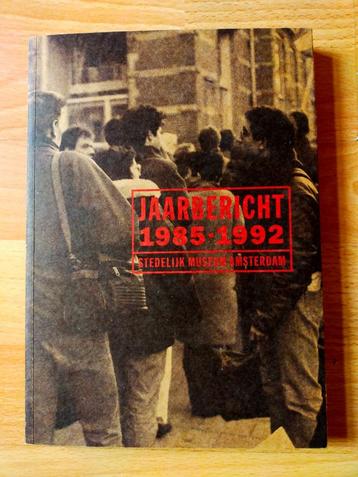 JAARBERICHT
1985-1992
STEDELIJK MUSEUM AMSTERDAM